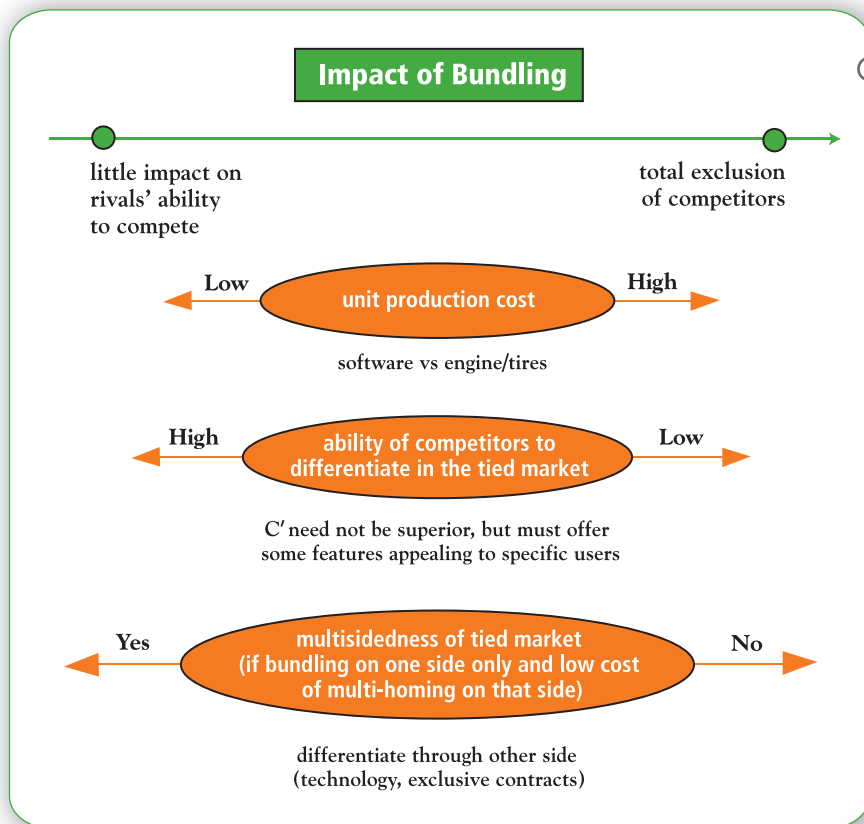 Impact of Bundling
little impact on
rivals' ability
to compete
total exclusion
of competitors
Low
unit production cost
High
software vs engine/tires
High
ability of competitors to
differentiate in the tied market
Low
C′ need not be superior, but must offer
some features appealing to specific users
Yes
multisidedness of tied market
(if bundling on one side only and low cost
of multi-homing on that side)
No
differentiate through other side
(technology, exclusive contracts)